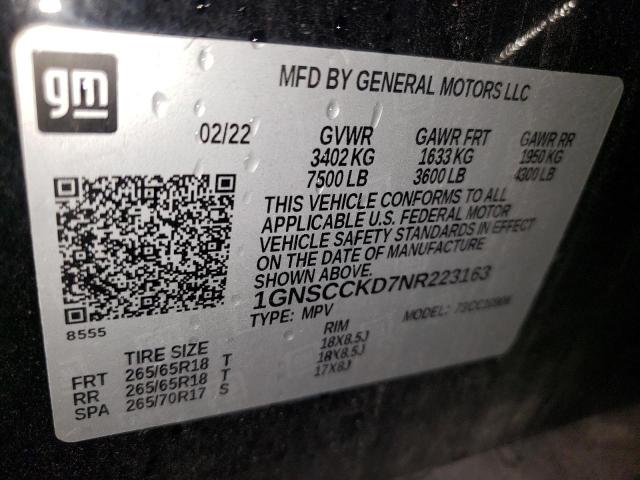 gm
MFD BY GENERAL MOTORS LLC
02/22 GVWR GAWR FRT GAWR RR
3402 KG 1633 KG 1950 KG
7500 LB 3600 LB 4300 LB
THIS VEHICLE CONFORMS TO ALL
APPLICABLE U.S. FEDERAL MOTOR
VEHICLE SAFETY STANDARDS IN EFFECT
ON THE DATE OF MANUFACTURE
SHOWN ABOVE.
1GNSCCKD7NR223163
TYPE: MPV MODEL:
8555
TIRE SIZE RIM
FRT 265/65R18 T 18X8.5J
RR 265/65R18 T 18X8.5J
SPA 265/70R17 S 17X8J